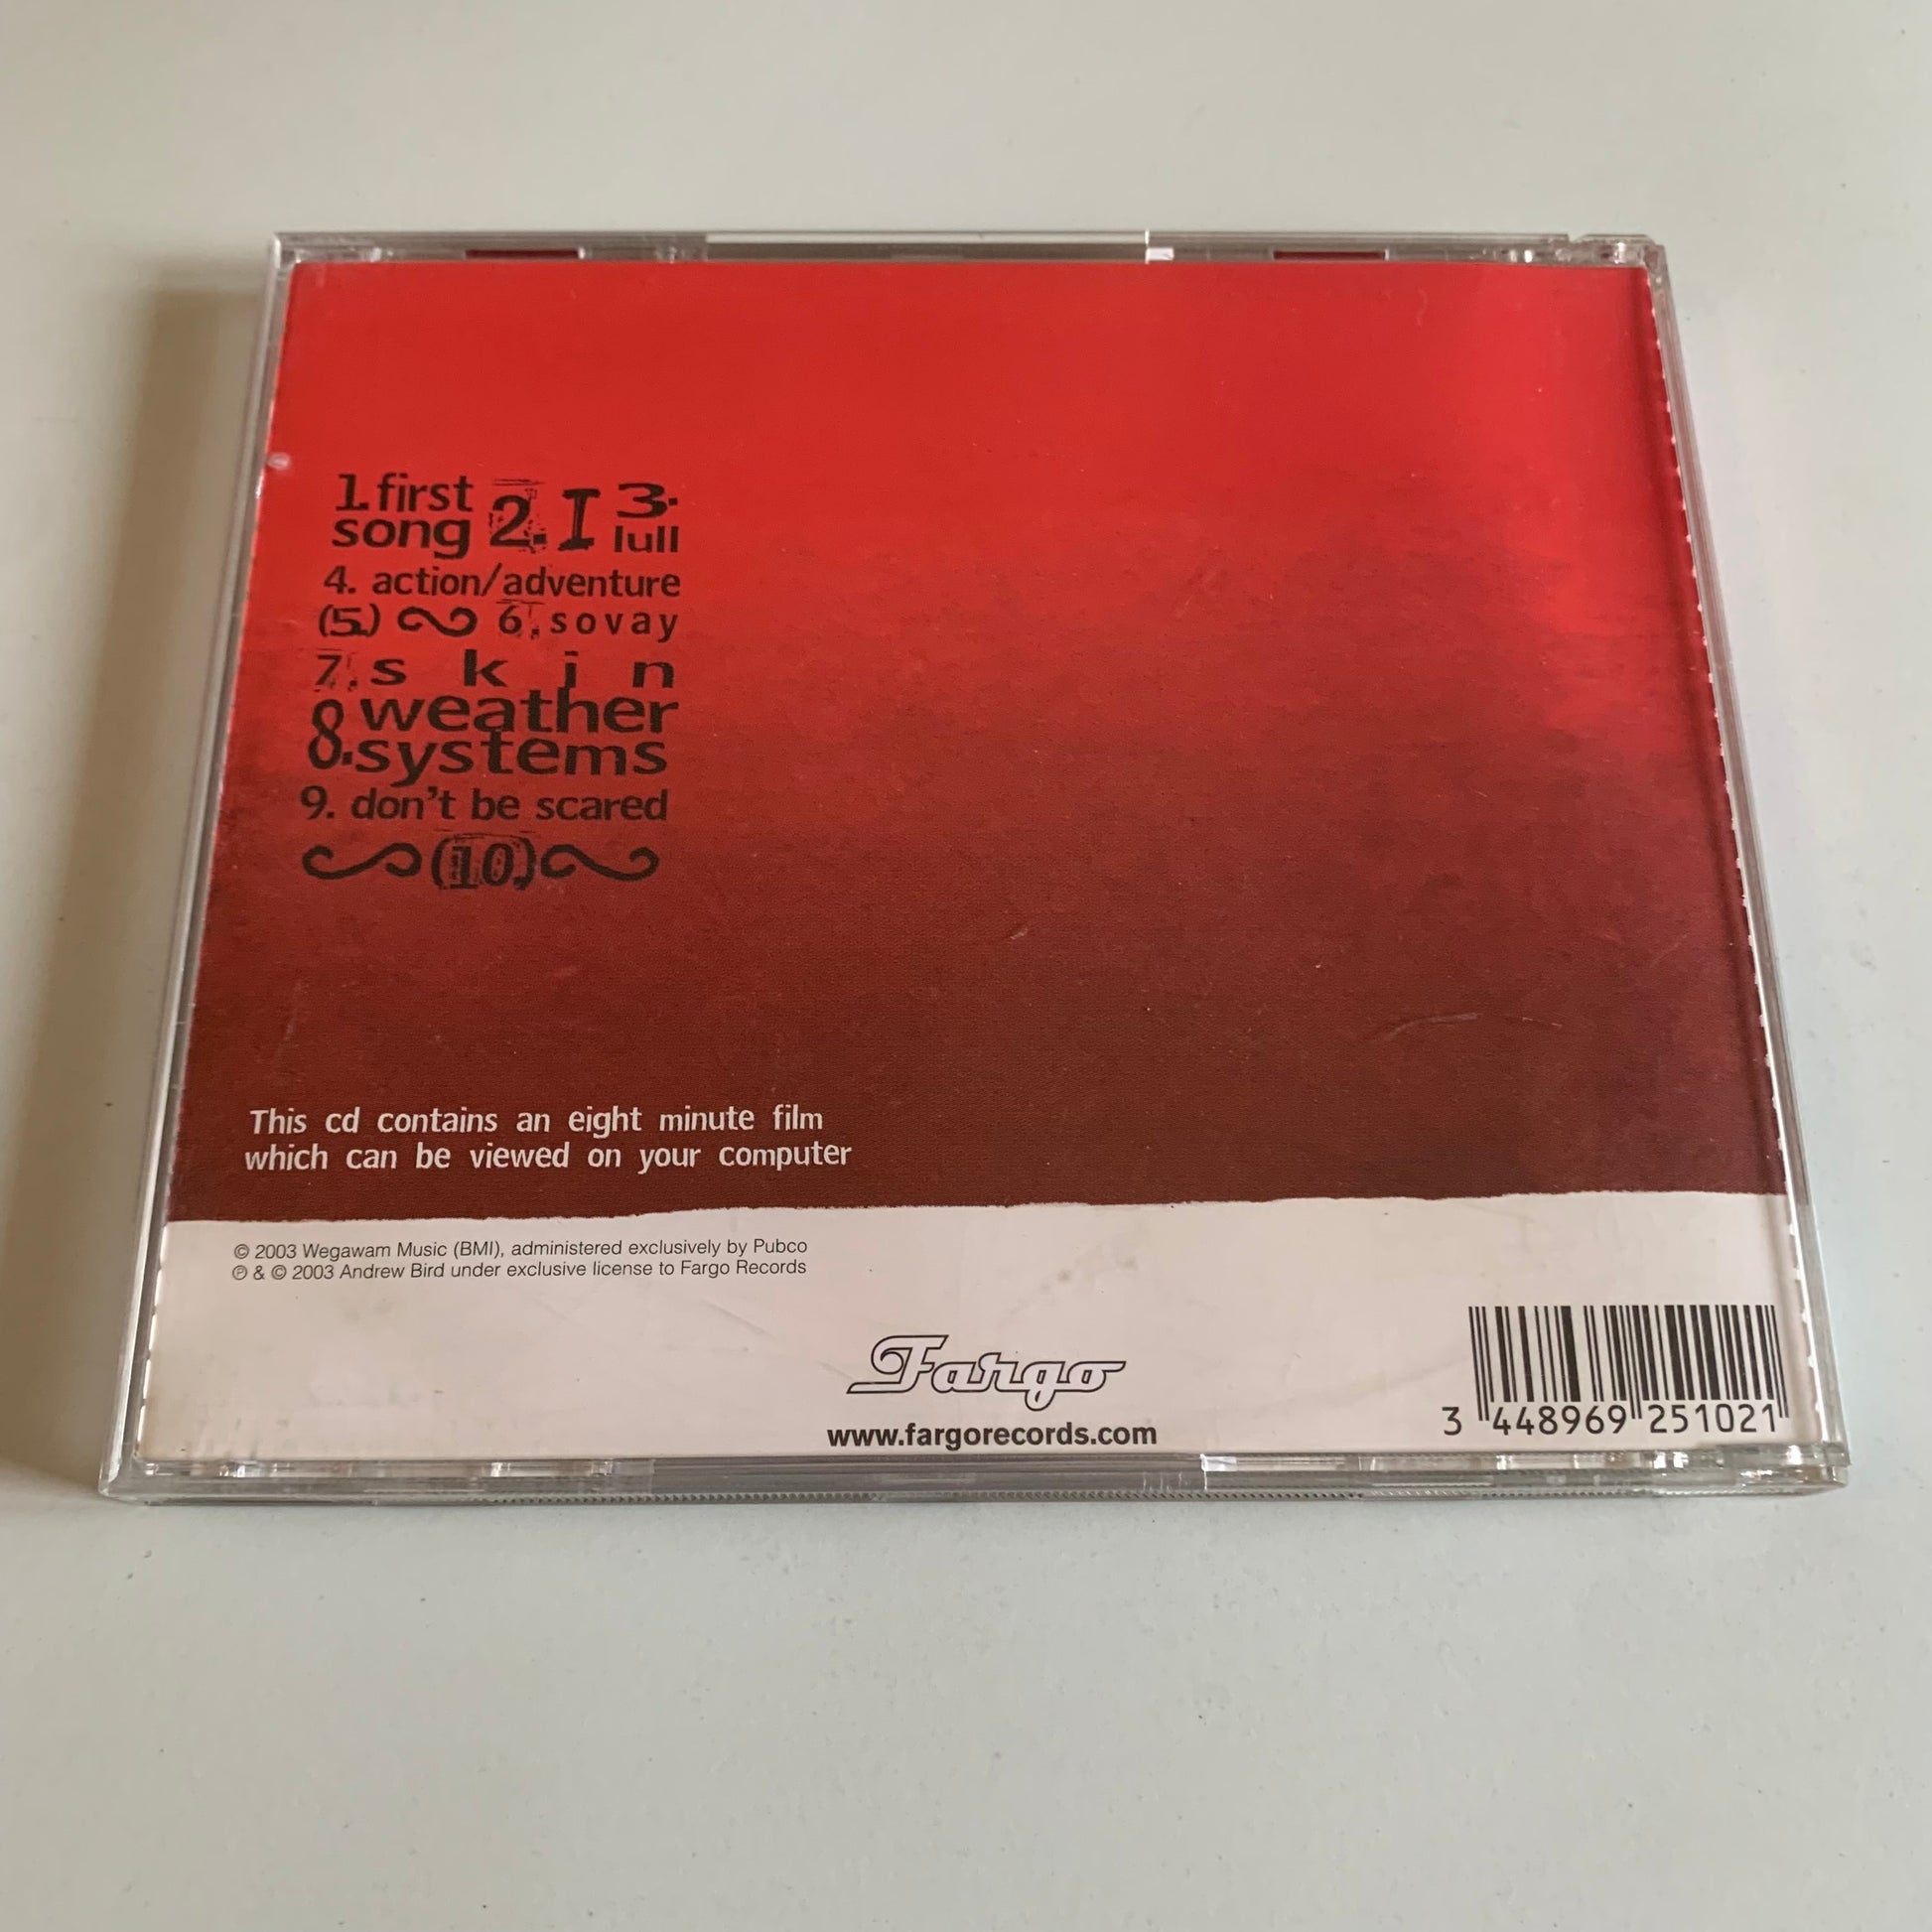 1. first song 2. I 3. lull
4. action/adventure
(5.) 6. sovay
7. skin
8. weather systems
9. don't be scared
(10.)
This cd contains an eight minute film
which can be viewed on your computer
© 2003 Wegawam Music (BMI), administered exclusively by Pubco
℗ & © 2003 Andrew Bird under exclusive license to Fargo Records
Fargo
www.fargorecords.com
3 448969 251021